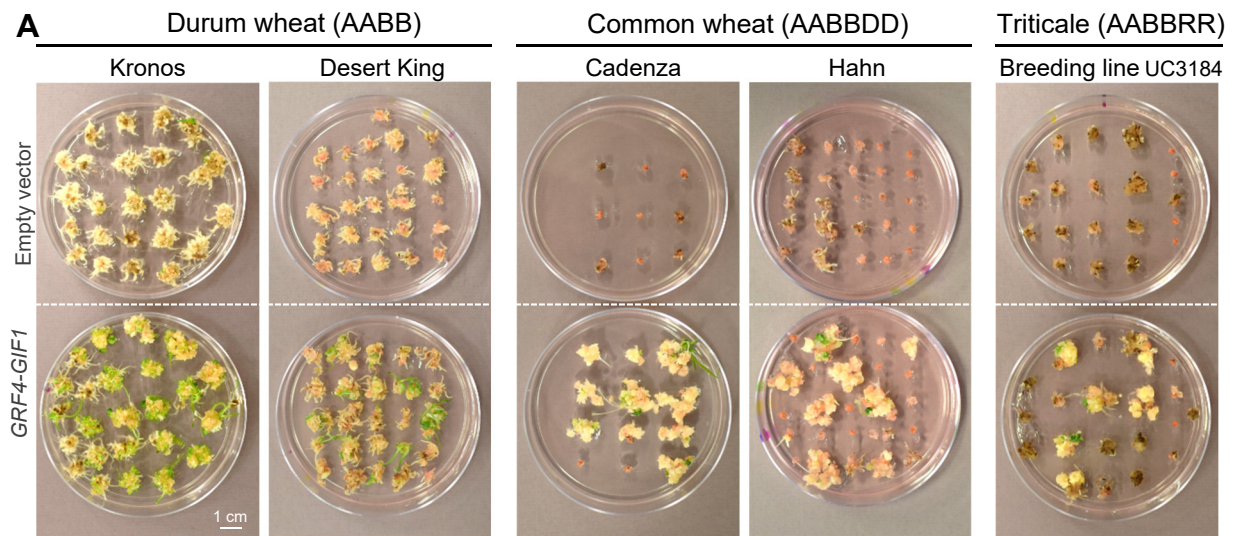 A
Durum wheat (AABB)
Common wheat (AABBDD)
Triticale (AABBRR)
Kronos
Desert King
Cadenza
Hahn
Breeding line UC3184
Empty vector
GRF4-GIF1
1 cm